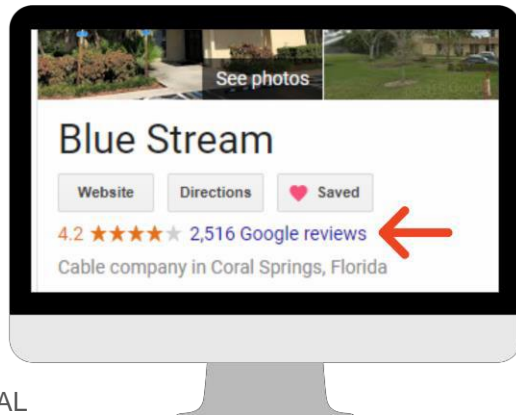 See photos
Blue Stream
Website Directions Saved
4.2 2,516 Google reviews
Cable company in Coral Springs, Florida
AL